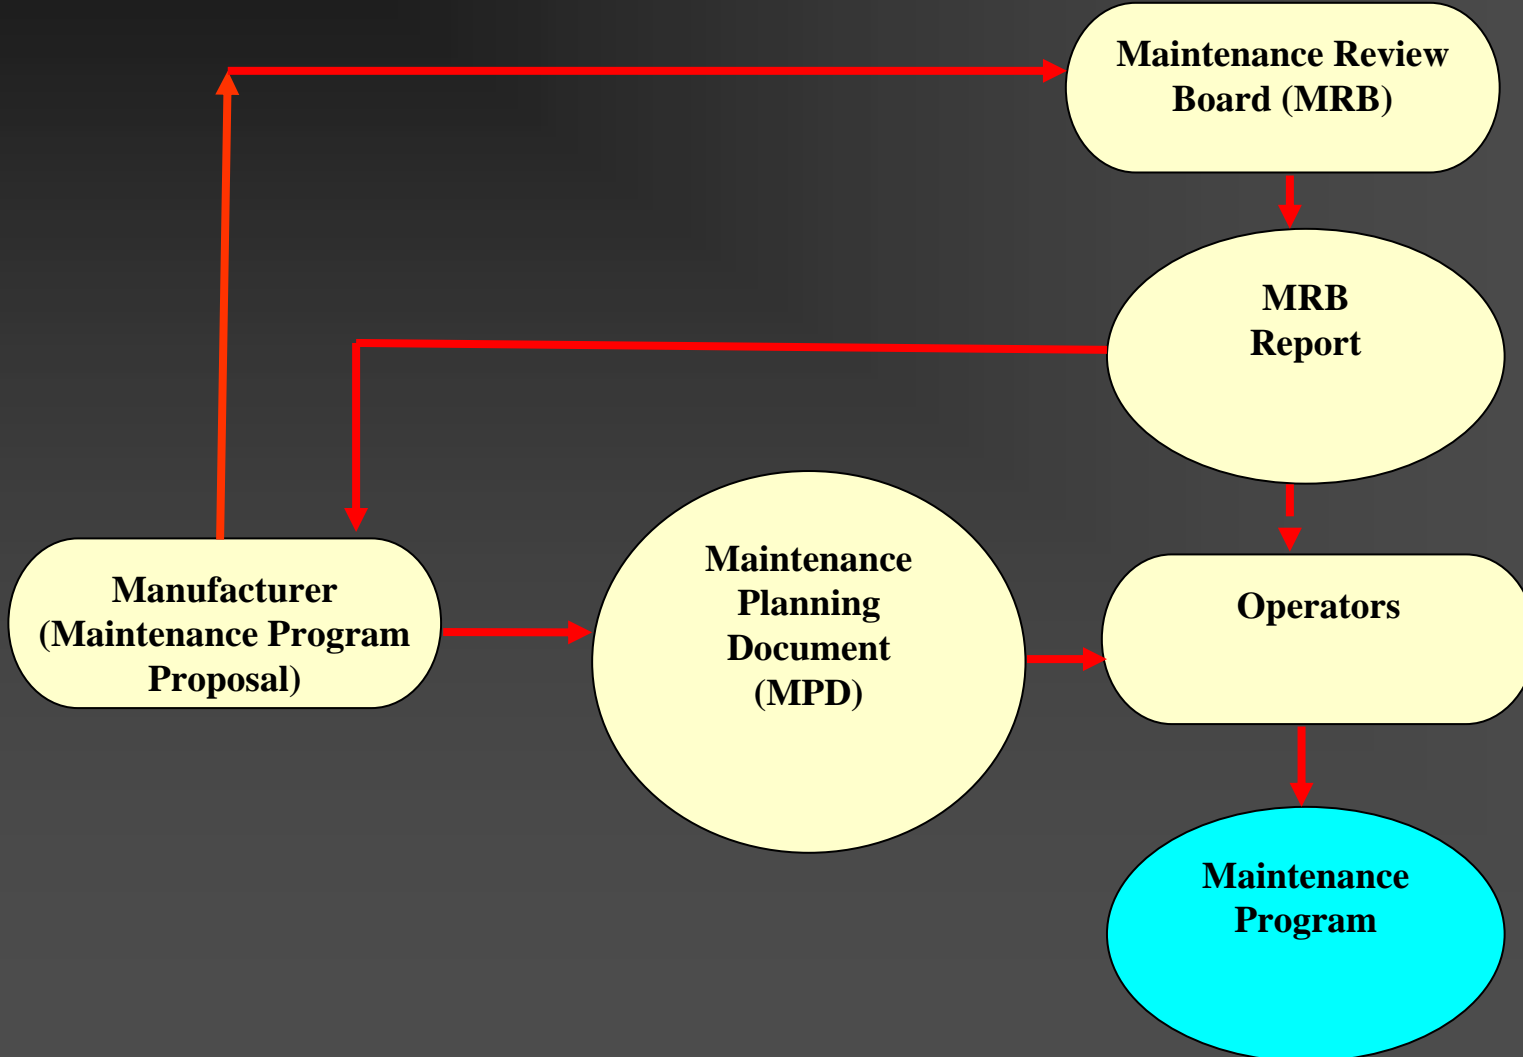 Maintenance Review
Board (MRB)
MRB
Report
Manufacturer
(Maintenance Program
Proposal)
Maintenance
Planning
Document
(MPD)
Operators
Maintenance
Program